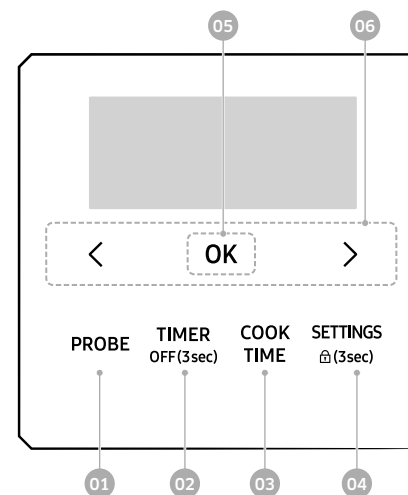 05 06
< OK >
PROBE TIMER COOK SETTINGS
OFF(3sec) TIME (3sec)
01 02 03 04